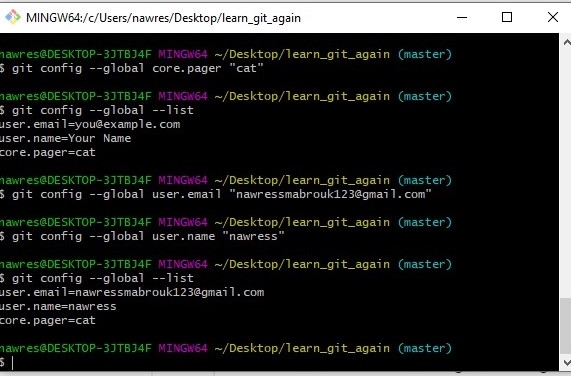 MINGW64:/c/Users/nawres/Desktop/learn_git_again
nawres@DESKTOP-3JTBJ4F MINGW64 ~/Desktop/learn_git_again (master)
$ git config --global core.pager "cat"
nawres@DESKTOP-3JTBJ4F MINGW64 ~/Desktop/learn_git_again (master)
$ git config --global --list
user.email=you@example.com
user.name=Your Name
core.pager=cat
nawres@DESKTOP-3JTBJ4F MINGW64 ~/Desktop/learn_git_again (master)
$ git config --global user.email "nawressmabrouk123@gmail.com"
nawres@DESKTOP-3JTBJ4F MINGW64 ~/Desktop/learn_git_again (master)
$ git config --global user.name "nawress"
nawres@DESKTOP-3JTBJ4F MINGW64 ~/Desktop/learn_git_again (master)
$ git config --global --list
user.email=nawressmabrouk123@gmail.com
user.name=nawress
core.pager=cat
nawres@DESKTOP-3JTBJ4F MINGW64 ~/Desktop/learn_git_again (master)
$